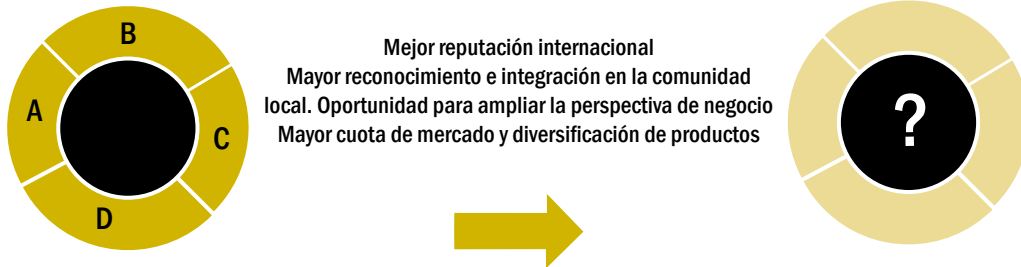 B
A
C
D
Mejor reputación internacional
Mayor reconocimiento e integración en la comunidad
local. Oportunidad para ampliar la perspectiva de negocio
Mayor cuota de mercado y diversificación de productos
?